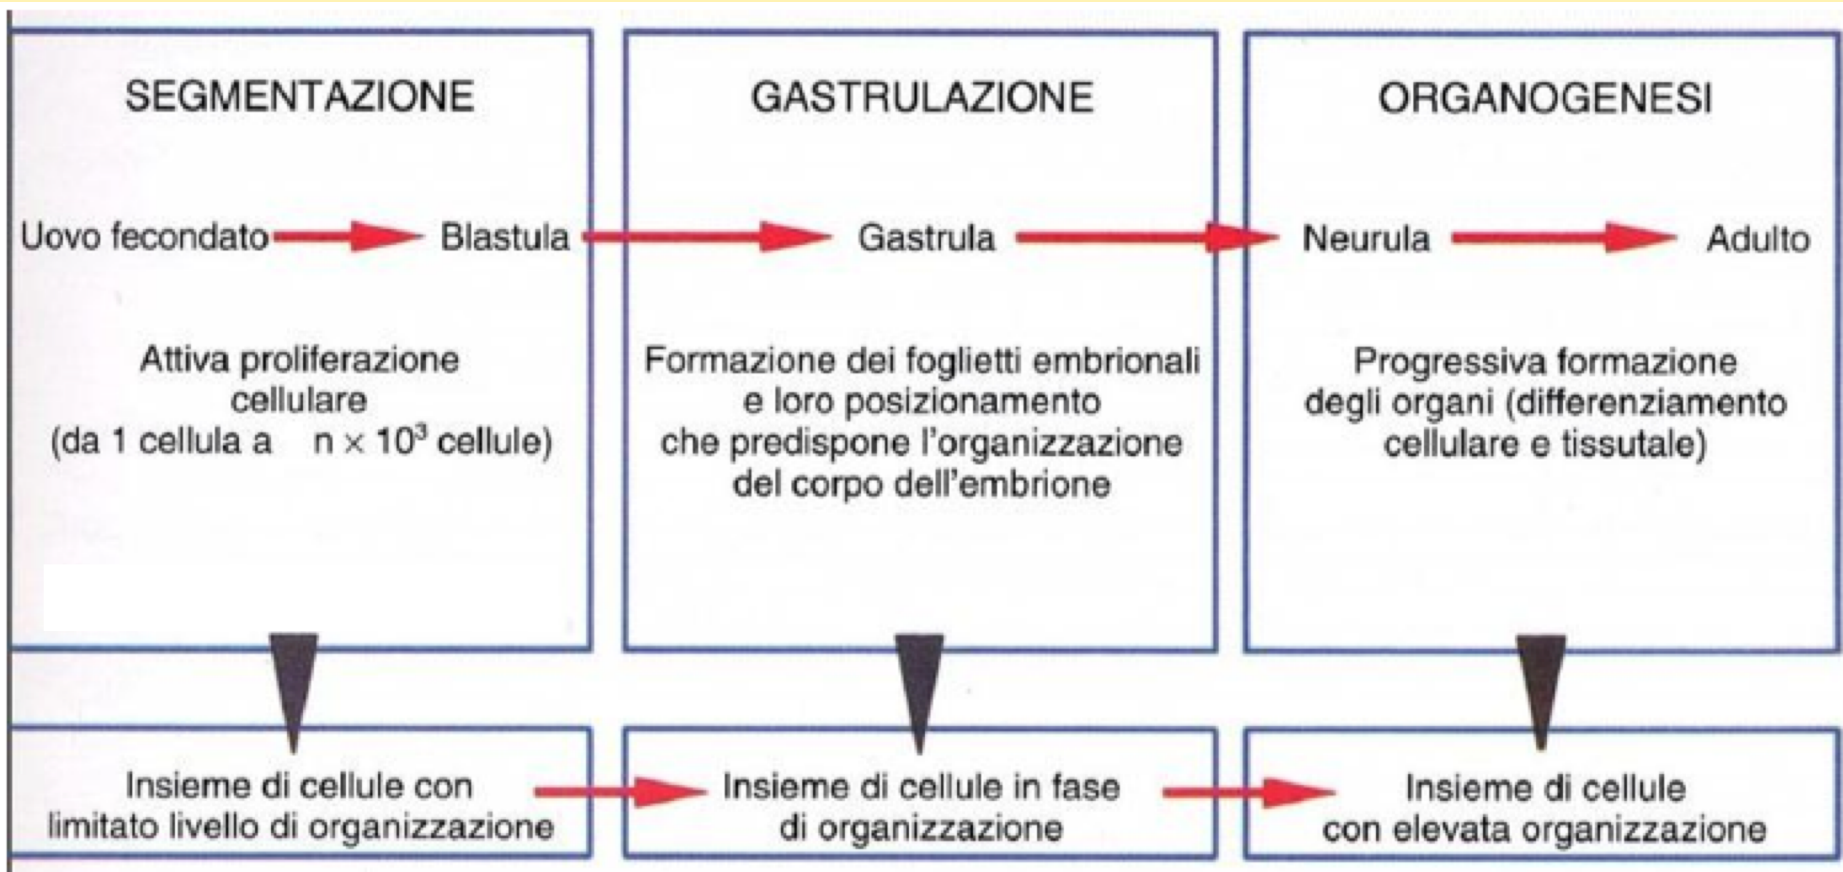 SEGMENTAZIONE
Uovo fecondato
Blastula
Attiva proliferazione
cellulare
(da 1 cellula a n × 10³ cellule)
GASTRULAZIONE
Gastrula
Formazione dei foglietti embrionali
e loro posizionamento
che predispone l'organizzazione
del corpo dell'embrione
ORGANOGENESI
Neurula
Adulto
Progressiva formazione
degli organi (differenziamento
cellulare e tissutale)
Insieme di cellule con
limitato livello di organizzazione
Insieme di cellule in fase
di organizzazione
Insieme di cellule
con elevata organizzazione